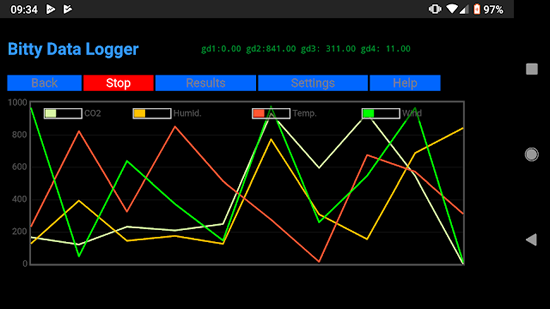 09:34 97%
Bitty Data Logger gd1:0.00 gd2:841.00 gd3: 311.00 gd4: 11.00
Back Stop Results Settings Help
CO2 Humid. Temp. Wind
1000
800
600
400
200
0